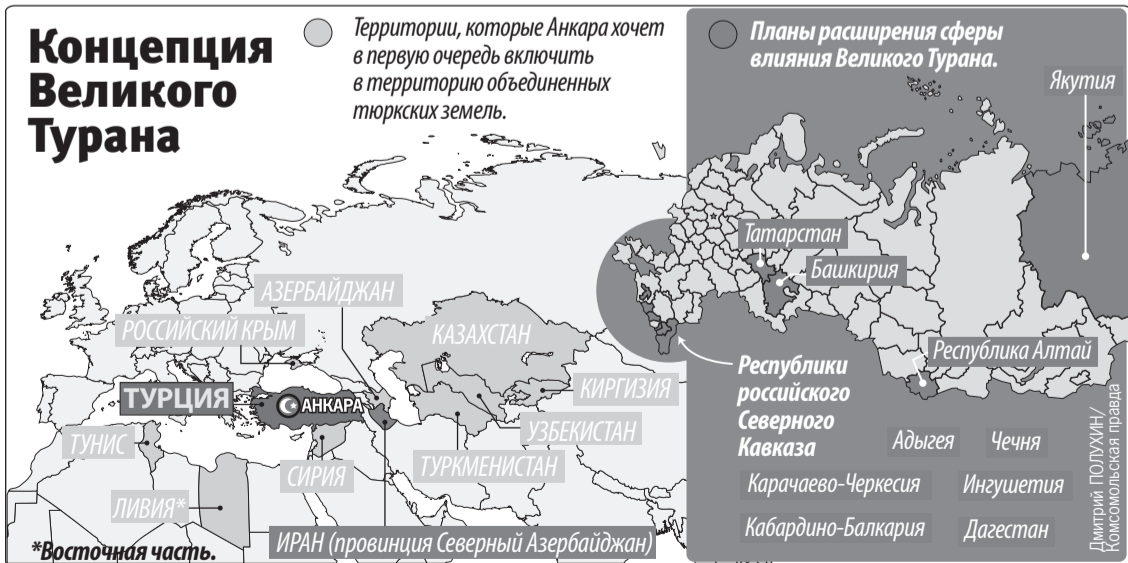 Концепция
Великого
Турана
Территории, которые Анкара хочет
в первую очередь включить
в территорию объединенных
тюркских земель.
АЗЕРБАЙДЖАН
РОССИЙСКИЙ КРЫМ
КАЗАХСТАН
ТУРЦИЯ
АНКАРА
КИРГИЗИЯ
ТУНИС
СИРИЯ
ТУРКМЕНИСТАН
УЗБЕКИСТАН
ЛИВИЯ*
*Восточная часть.
ИРАН (провинция Северный Азербайджан)
Планы расширения сферы
влияния Великого Турана.
Якутия
Татарстан
Башкирия
Республика Алтай
Республики
российского
Северного
Кавказа
Адыгея
Чечня
Карачаево-Черкесия
Ингушетия
Кабардино-Балкария
Дагестан
Дмитрий ПОЛУХИН/
Комсомольская правда